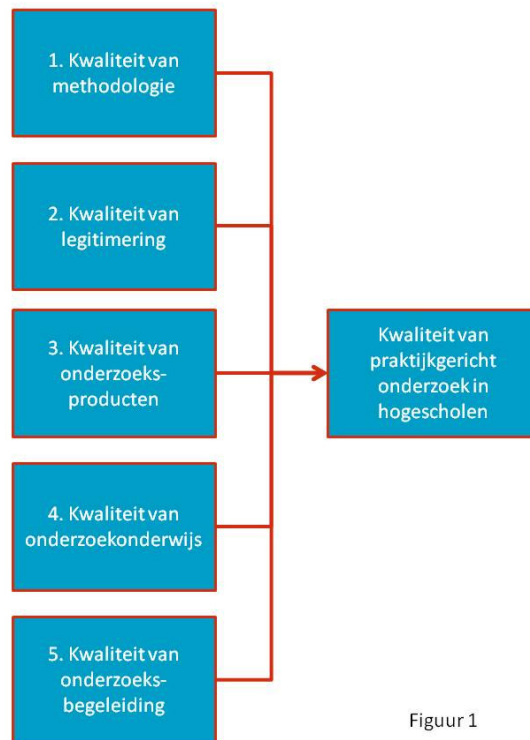 1. Kwaliteit van
methodologie
2. Kwaliteit van
legitimering
3. Kwaliteit van
onderzoeks-
producten
Kwaliteit van
praktijkgericht
onderzoek in
hogescholen
4. Kwaliteit van
onderzoekonderwijs
5. Kwaliteit van
onderzoeks-
begeleiding
Figuur 1